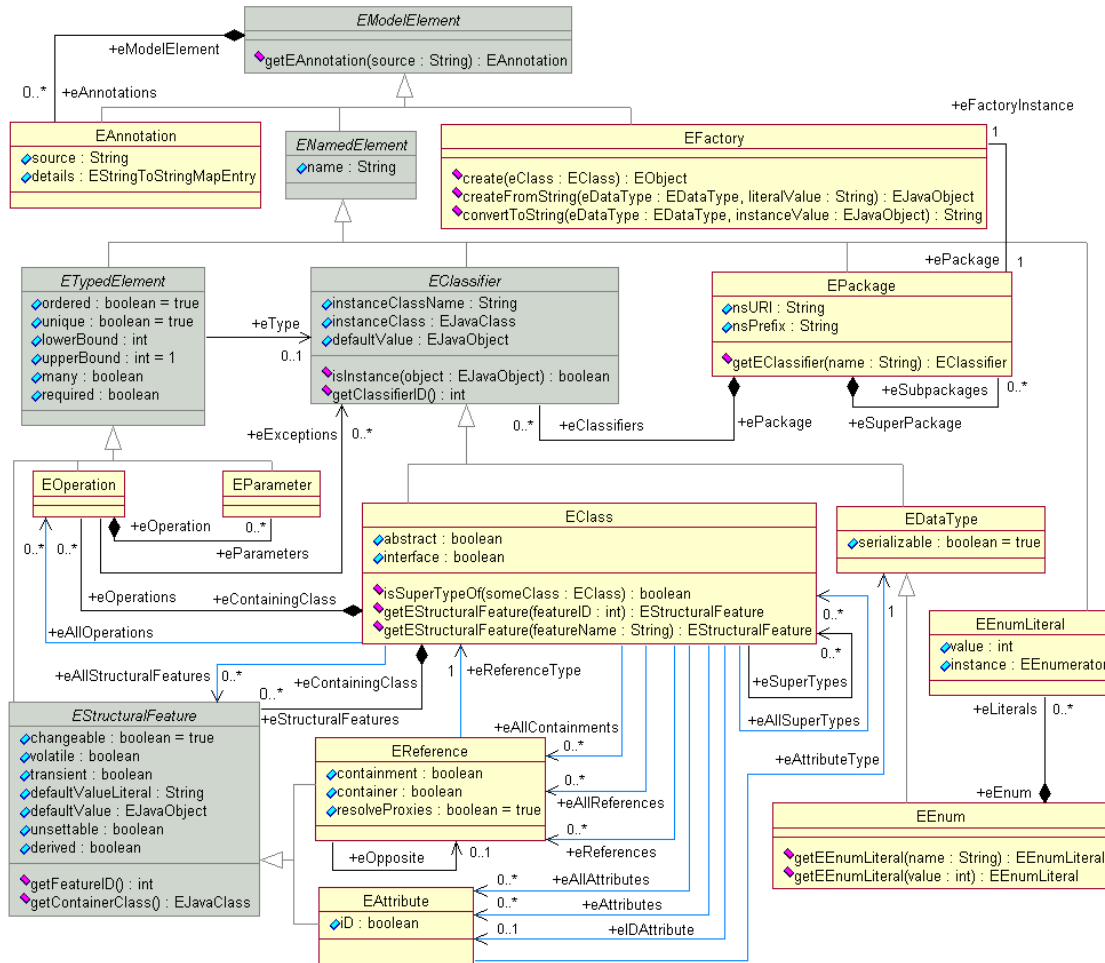 EModelElement
getEAnnotation(source : String) : EAnnotation
+eModelElement
0..*
+eAnnotations
EAnnotation
source : String
details : EStringToStringMapEntry
ENamedElement
name : String
+eFactoryInstance
1
EFactory
create(eClass : EClass) : EObject
createFromString(eDataType : EDataType, literalValue : String) : EJavaObject
convertToString(eDataType : EDataType, instanceValue : EJavaObject) : String
+ePackage
1
ETypedElement
ordered : boolean = true
unique : boolean = true
lowerBound : int
upperBound : int = 1
many : boolean
required : boolean
+eType
0..1
EClassifier
instanceClassName : String
instanceClass : EJavaClass
defaultValue : EJavaObject
isInstance(object : EJavaObject) : boolean
getClassifierID() : int
EPackage
nsURI : String
nsPrefix : String
getEClassifier(name : String) : EClassifier
+eSubpackages
0..*
+eSuperPackage
+ePackage
0..*
+eClassifiers
+eExceptions
0..*
EOperation
EParameter
+eOperation
0..*
+eParameters
0..*
0..*
+eOperations
+eContainingClass
+eAllOperations
EClass
abstract : boolean
interface : boolean
isSuperTypeOf(someClass : EClass) : boolean
getEStructuralFeature(featureID : int) : EStructuralFeature
getEStructuralFeature(featureName : String) : EStructuralFeature
EDataType
serializable : boolean = true
0..*
0..*
1
+eSuperTypes
+eAllSuperTypes
+eAttributeType
EEnumLiteral
value : int
instance : EEnumerator
+eLiterals
0..*
+eEnum
EEnum
getEEnumLiteral(name : String) : EEnumLiteral
getEEnumLiteral(value : int) : EEnumLiteral
+eAllStructuralFeatures
0..*
+eContainingClass
0..*
+eStructuralFeatures
1
+eReferenceType
EStructuralFeature
changeable : boolean = true
volatile : boolean
transient : boolean
defaultValueLiteral : String
defaultValue : EJavaObject
unsettable : boolean
derived : boolean
getFeatureID() : int
getContainerClass() : EJavaClass
+eAllContainments
0..*
EReference
containment : boolean
container : boolean
resolveProxies : boolean = true
0..*
+eAllReferences
0..*
+eReferences
+eOpposite
0..1
0..*
+eAllAttributes
0..*
+eAttributes
0..1
+eIDAttribute
EAttribute
iD : boolean